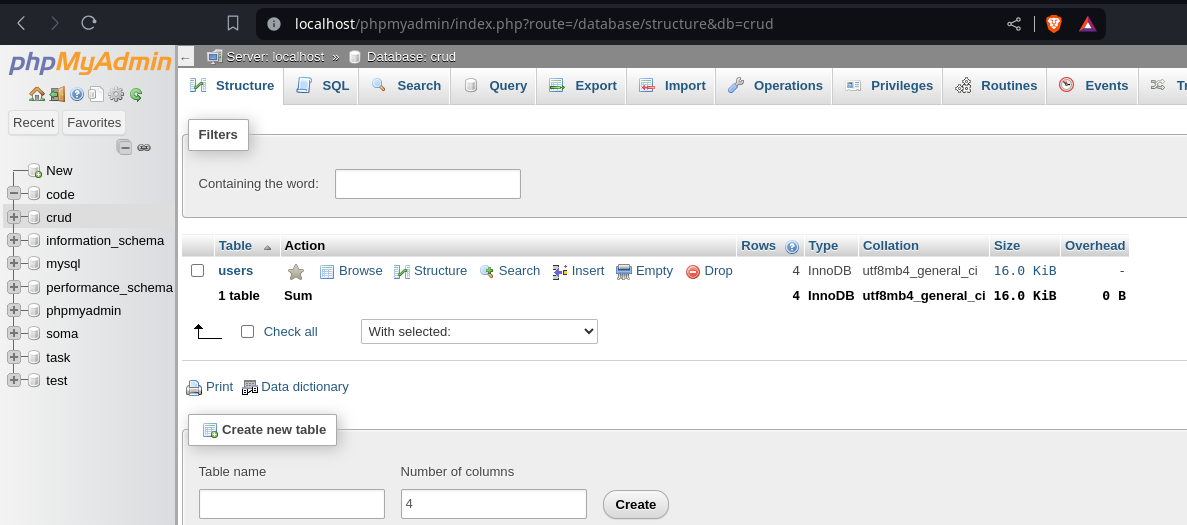 localhost/phpmyadmin/index.php?route=/database/structure&db=crud
phpMyAdmin
Recent Favorites
New
code
crud
information_schema
mysql
performance_schema
phpmyadmin
soma
task
test
Server: localhost » Database: crud
Structure SQL Search Query Export Import Operations Privileges Routines Events
Filters
Containing the word:
Table Action Rows Type Collation Size Overhead
users Browse Structure Search Insert Empty Drop 4 InnoDB utf8mb4_general_ci 16.0 KiB -
1 table Sum 4 InnoDB utf8mb4_general_ci 16.0 KiB 0 B
Check all With selected:
Print Data dictionary
Create new table
Table name Number of columns
4 Create